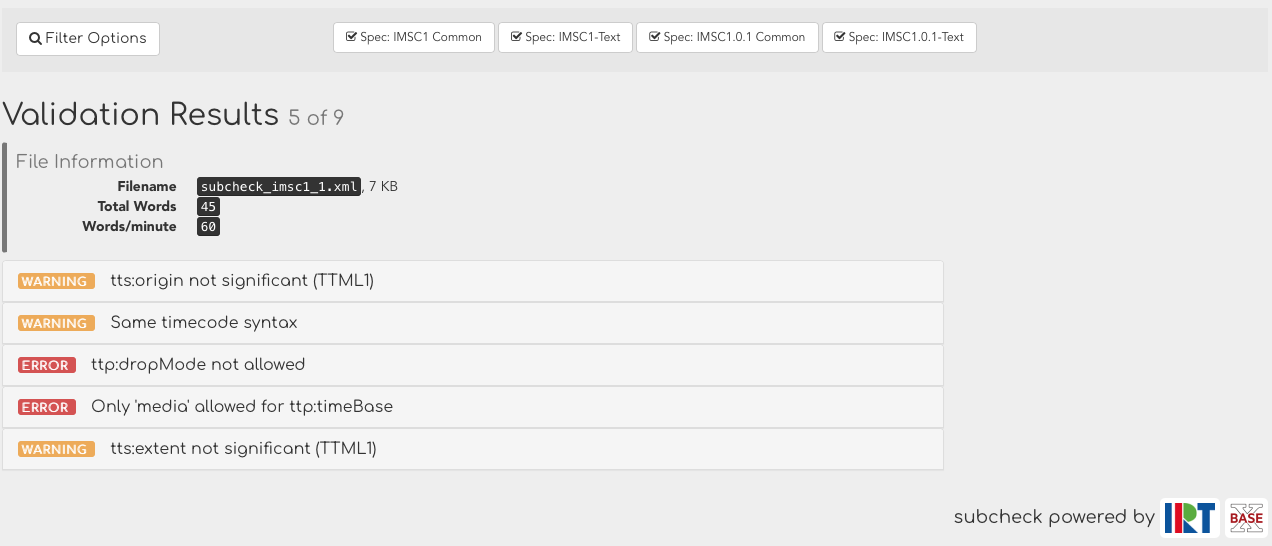 Filter Options
Spec: IMSC1 Common
Spec: IMSC1-Text
Spec: IMSC1.0.1 Common
Spec: IMSC1.0.1-Text
Validation Results 5 of 9
File Information
Filename subcheck_imsc1_1.xml, 7 KB
Total Words 45
Words/minute 60
WARNING tts:origin not significant (TTML1)
WARNING Same timecode syntax
ERROR ttp:dropMode not allowed
ERROR Only 'media' allowed for ttp:timeBase
WARNING tts:extent not significant (TTML1)
subcheck powered by IRT BASE X